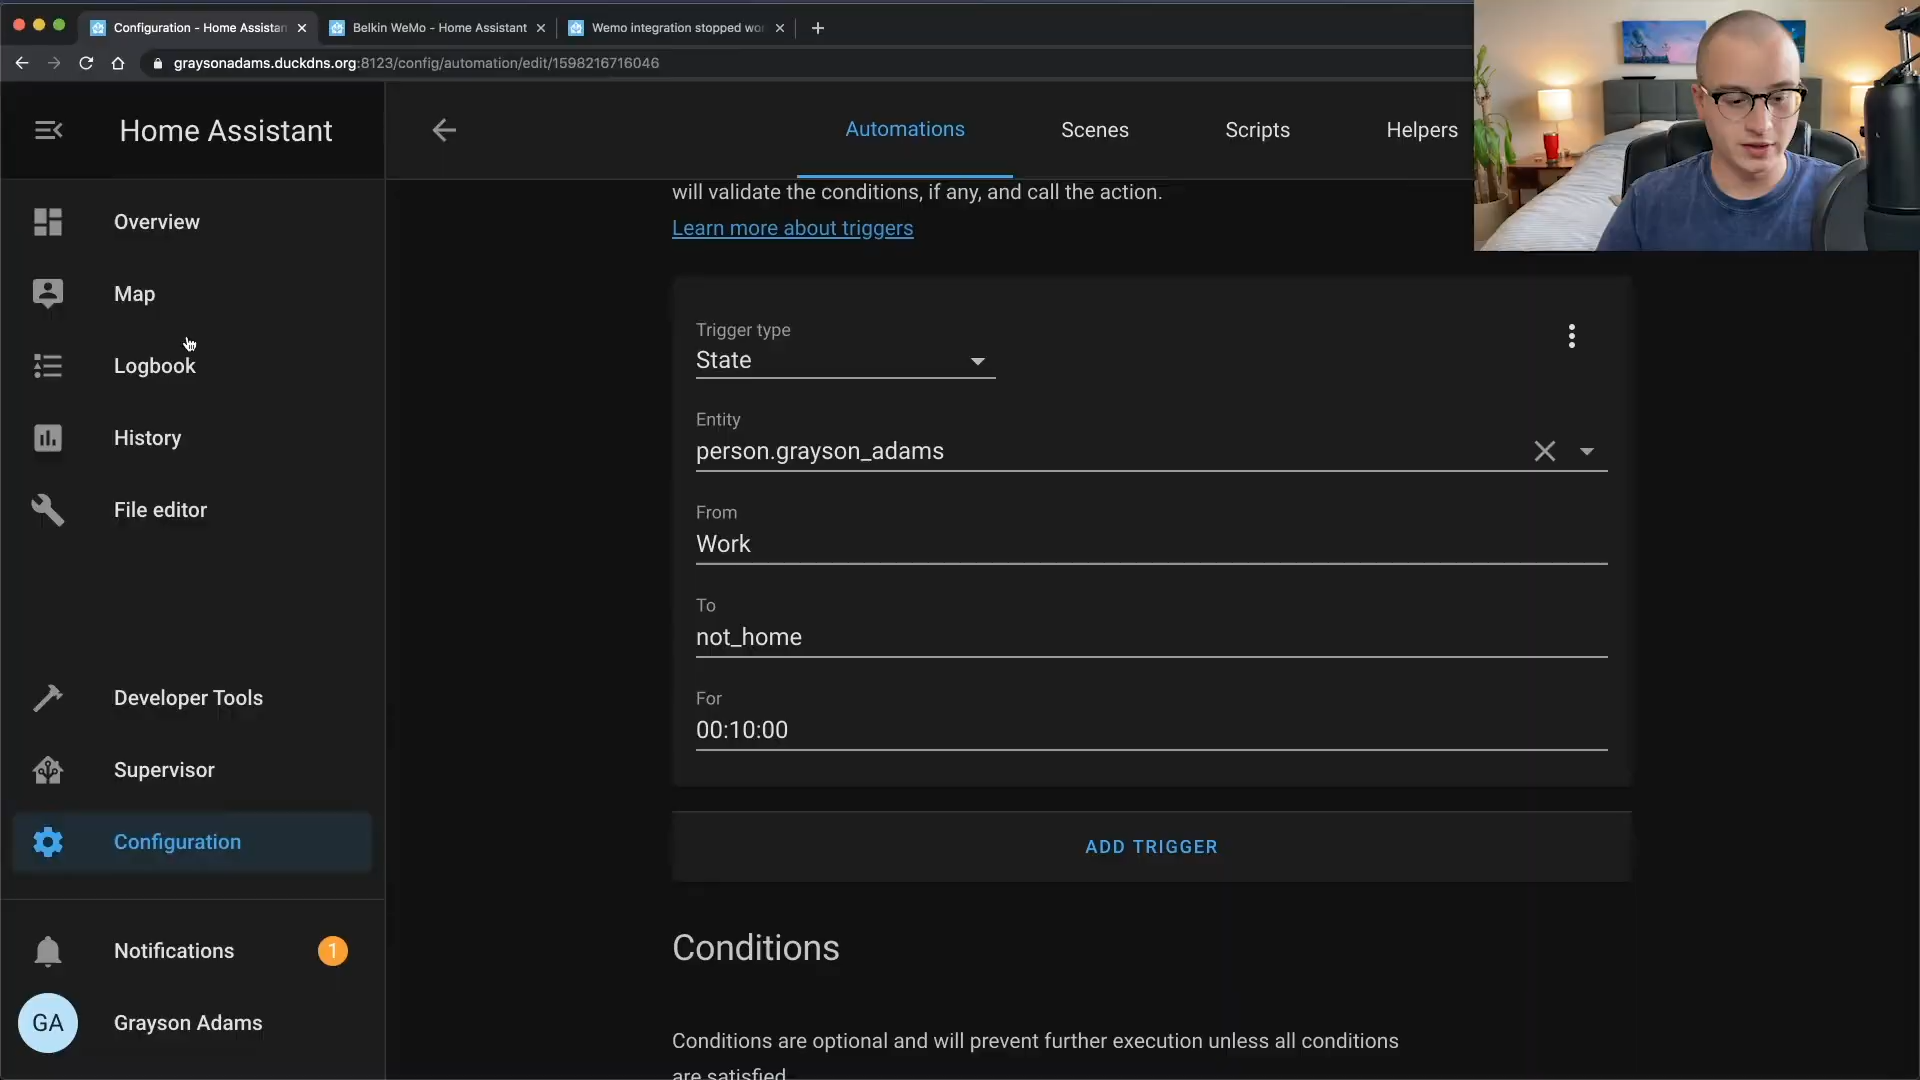 Configuration - Home Assistan
Belkin WeMo - Home Assistant
Wemo integration stopped wo
graysonadams.duckdns.org:8123/config/automation/edit/1598216716046
Home Assistant
Automations
Scenes
Scripts
Helpers
Overview
Map
Logbook
History
File editor
Developer Tools
Supervisor
Configuration
Notifications
1
GA
Grayson Adams
will validate the conditions, if any, and call the action.
Learn more about triggers
Trigger type
State
Entity
person.grayson_adams
From
Work
To
not_home
For
00:10:00
ADD TRIGGER
Conditions
Conditions are optional and will prevent further execution unless all conditions
are satisfied